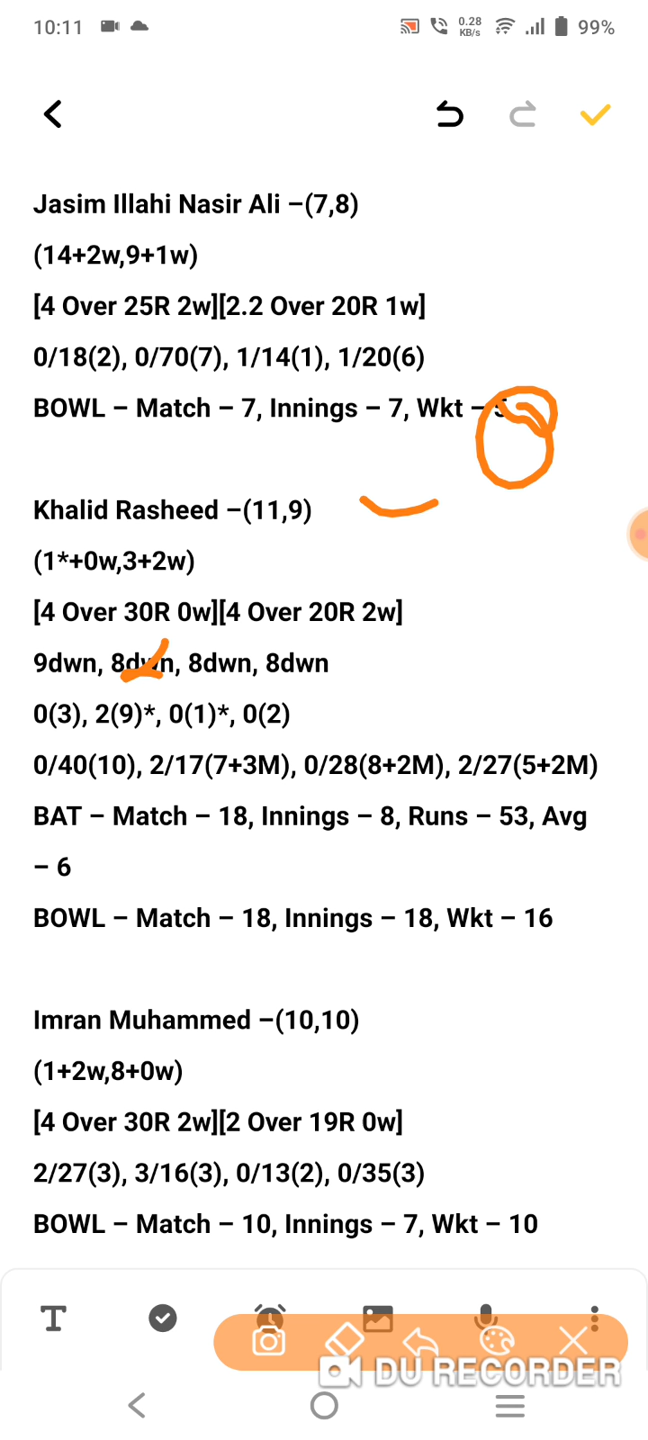 10:11
0.28
KB/s
99%
Jasim Illahi Nasir Ali –(7,8)
(14+2w,9+1w)
[4 Over 25R 2w][2.2 Over 20R 1w]
0/18(2), 0/70(7), 1/14(1), 1/20(6)
BOWL – Match – 7, Innings – 7, Wkt –
Khalid Rasheed –(11,9)
(1*+0w,3+2w)
[4 Over 30R 0w][4 Over 20R 2w]
9dwn, 8dwn, 8dwn, 8dwn
0(3), 2(9)*, 0(1)*, 0(2)
0/40(10), 2/17(7+3M), 0/28(8+2M), 2/27(5+2M)
BAT – Match – 18, Innings – 8, Runs – 53, Avg
– 6
BOWL – Match – 18, Innings – 18, Wkt – 16
Imran Muhammed –(10,10)
(1+2w,8+0w)
[4 Over 30R 2w][2 Over 19R 0w]
2/27(3), 3/16(3), 0/13(2), 0/35(3)
BOWL – Match – 10, Innings – 7, Wkt – 10
T
DU RECORDER